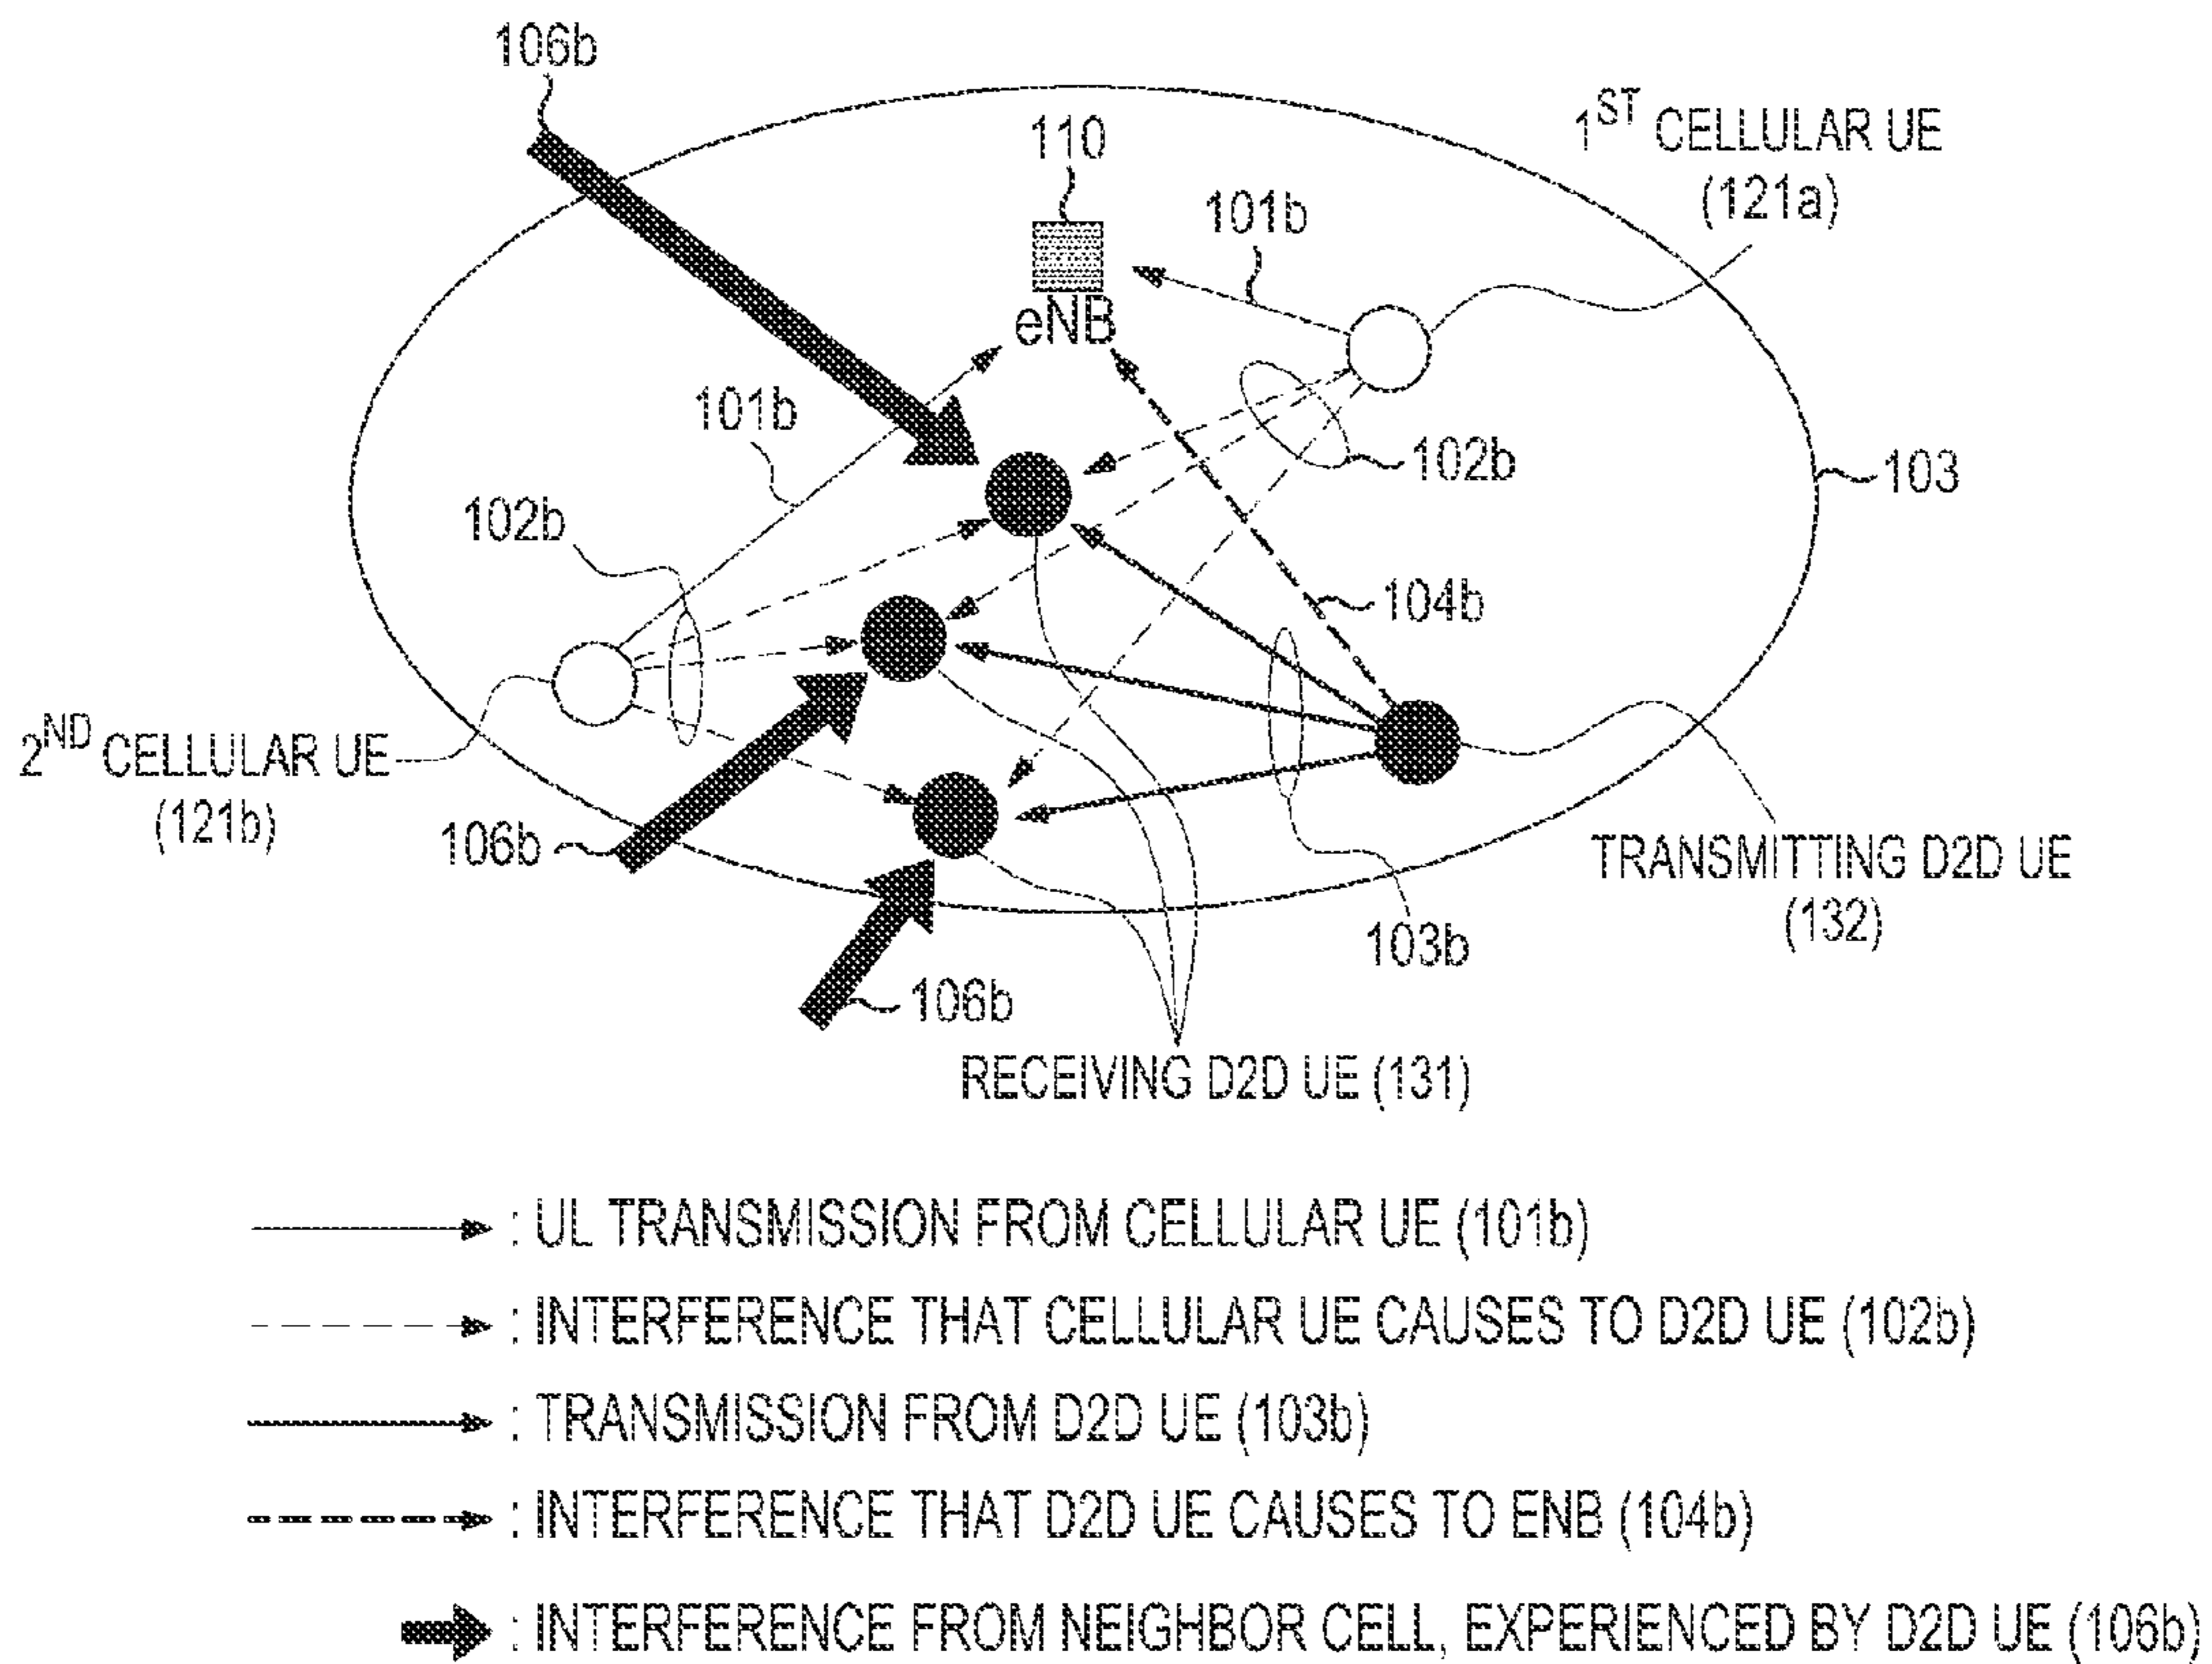 106b
110
1ST CELLULAR UE
(121a)
101b
eNB
101b
102b
103
102b
104b
2ND CELLULAR UE
(121b)
106b
TRANSMITTING D2D UE
(132)
103b
106b
RECEIVING D2D UE (131)
: UL TRANSMISSION FROM CELLULAR UE (101b)
: INTERFERENCE THAT CELLULAR UE CAUSES TO D2D UE (102b)
: TRANSMISSION FROM D2D UE (103b)
: INTERFERENCE THAT D2D UE CAUSES TO ENB (104b)
: INTERFERENCE FROM NEIGHBOR CELL, EXPERIENCED BY D2D UE (106b)